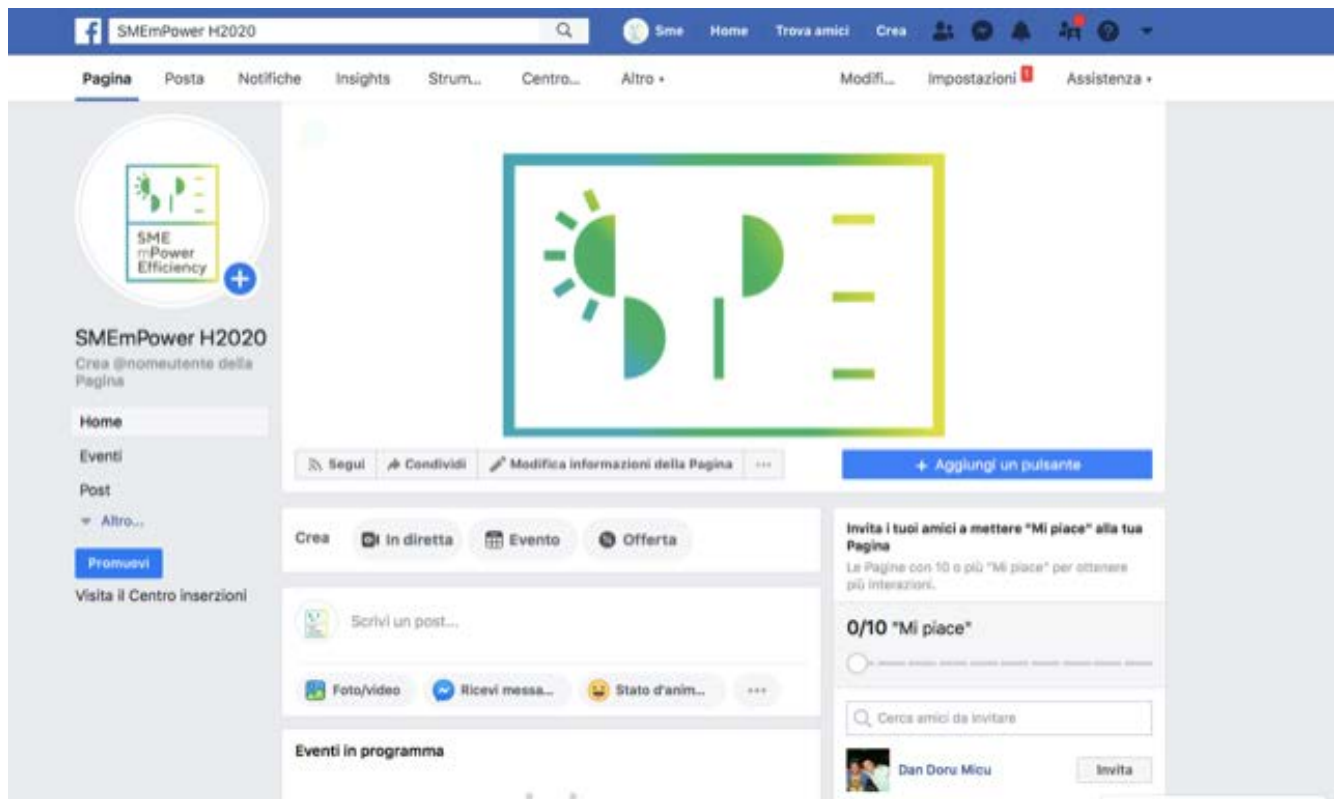 SMEmPower H2020
Sme Home Trova amici Crea
Pagina Posta Notifiche Insights Strum... Centro... Altro
Modifi... Impostazioni 1 Assistenza
SME
mPower
Efficiency
SMEmPower H2020
Crea @nomeutente della
Pagina
Home
Eventi
Post
Altro...
Promuovi
Visita il Centro inserzioni
Segui Condividi Modifica informazioni della Pagina ...
+ Aggiungi un pulsante
Crea In diretta Evento Offerta
Scrivi un post...
Foto/video Ricevi messa... Stato d'anim... ...
Eventi in programma
Invita i tuoi amici a mettere "Mi piace" alla tua
Pagina
Le Pagine con 10 o più "Mi piace" per ottenere
più interazioni.
0/10 "Mi piace"
Cerca amici da invitare
Dan Doru Micu Invita